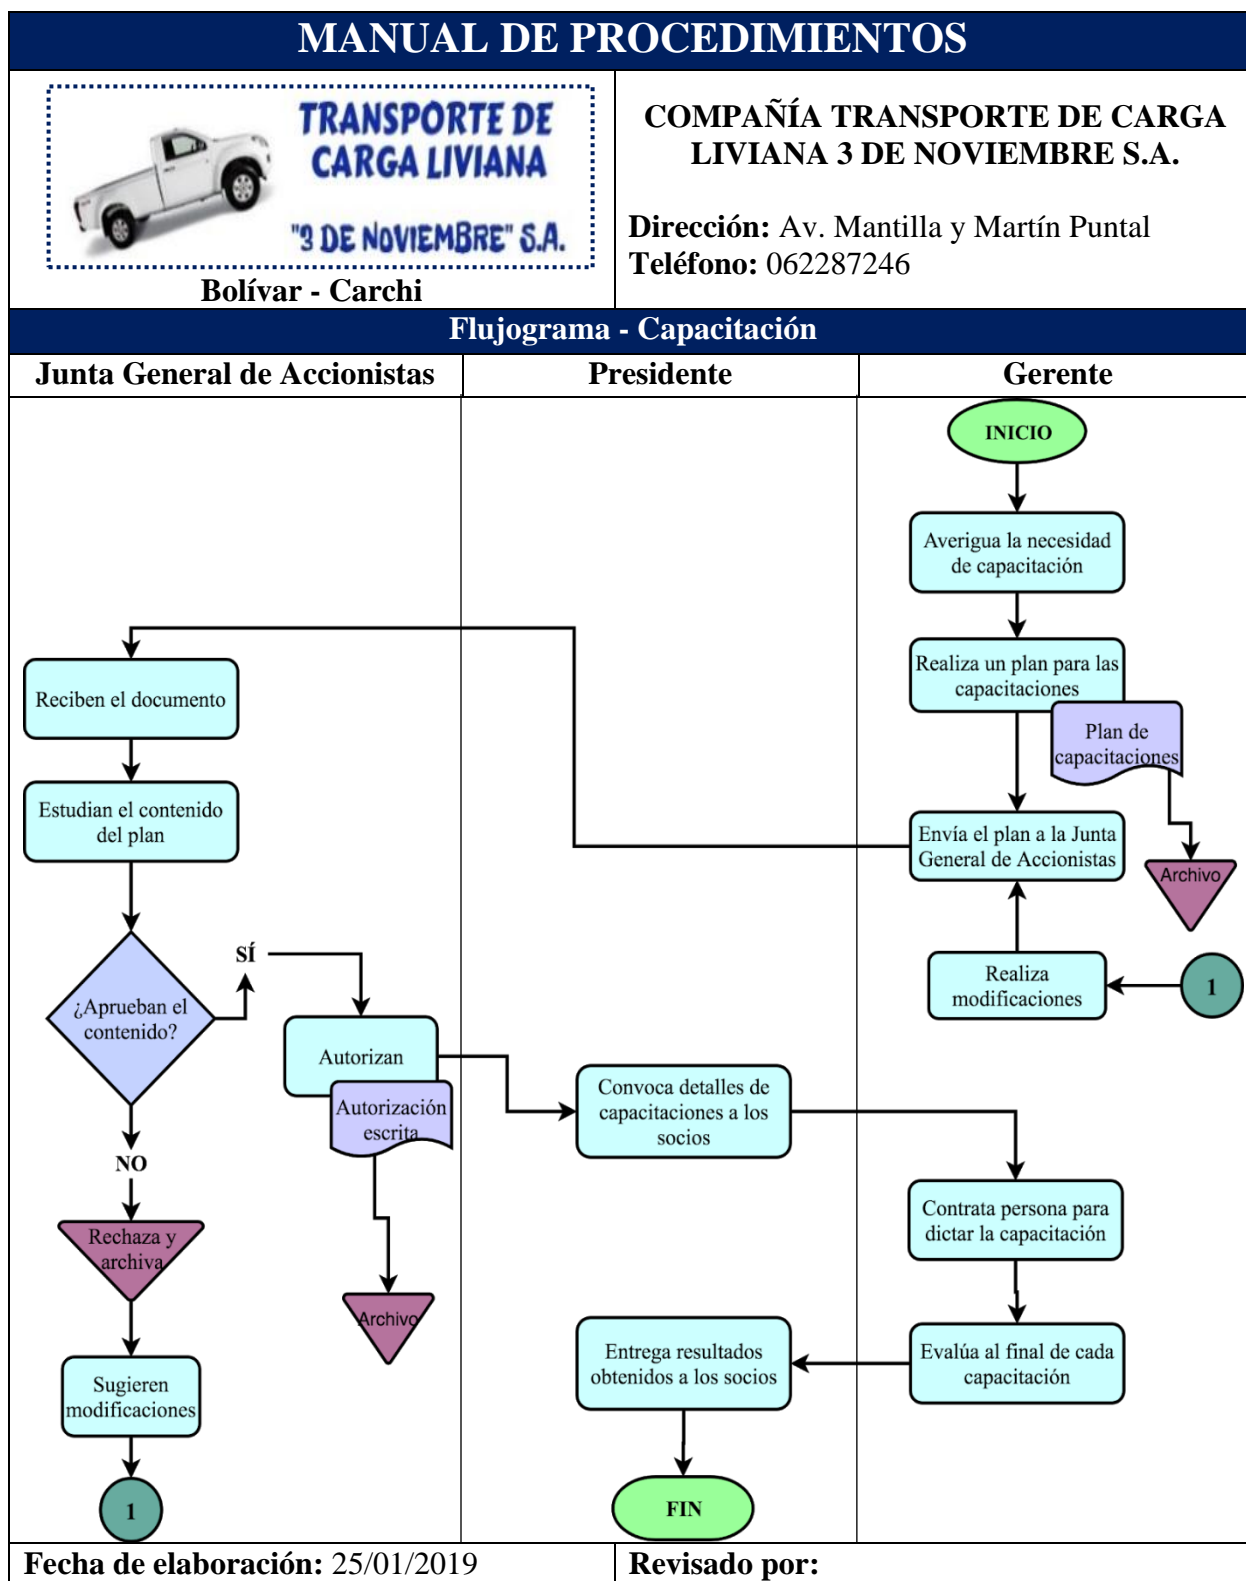 MANUAL DE PROCEDIMIENTOS
TRANSPORTE DE
CARGA LIVIANA
"3 DE NOVIEMBRE" S.A.
Bolívar - Carchi
COMPAÑÍA TRANSPORTE DE CARGA
LIVIANA 3 DE NOVIEMBRE S.A.
Dirección: Av. Mantilla y Martín Puntal
Teléfono: 062287246
Flujograma - Capacitación
Junta General de Accionistas
Presidente
Gerente
INICIO
Averigua la necesidad
de capacitación
Realiza un plan para las
capacitaciones
Plan de
capacitaciones
Envía el plan a la Junta
General de Accionistas
Archivo
Realiza
modificaciones
1
Reciben el documento
Estudian el contenido
del plan
¿Aprueban el
contenido?
SÍ
Autorizan
Autorización
escrita
Archivo
NO
Rechaza y
archiva
Sugieren
modificaciones
1
Convoca detalles de
capacitaciones a los
socios
Contrata persona para
dictar la capacitación
Evalúa al final de cada
capacitación
Entrega resultados
obtenidos a los socios
FIN
Fecha de elaboración: 25/01/2019
Revisado por: